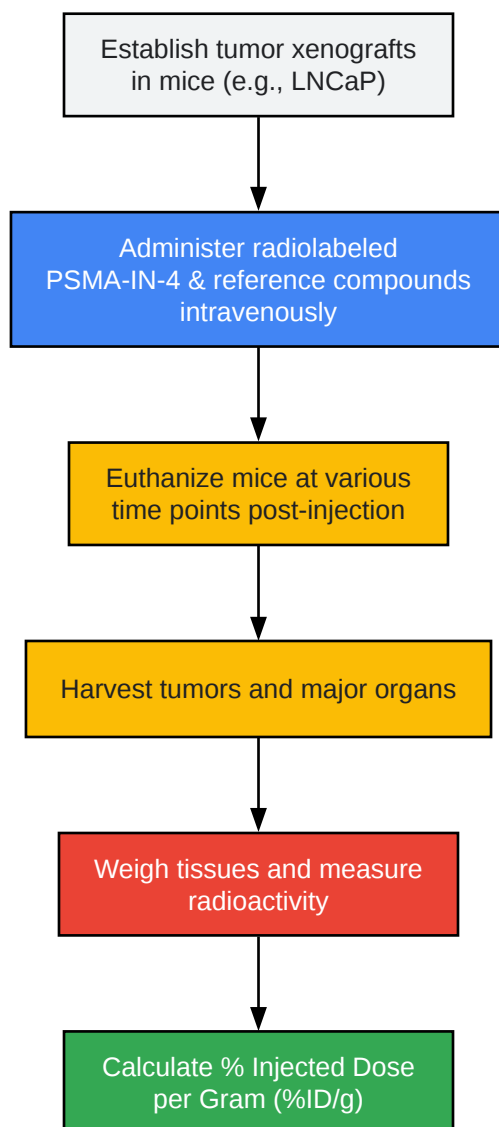 Establish tumor xenografts
in mice (e.g., LNCaP)
Administer radiolabeled
PSMA-IN-4 & reference compounds
intravenously
Euthanize mice at various
time points post-injection
Harvest tumors and major organs
Weigh tissues and measure
radioactivity
Calculate % Injected Dose
per Gram (%ID/g)